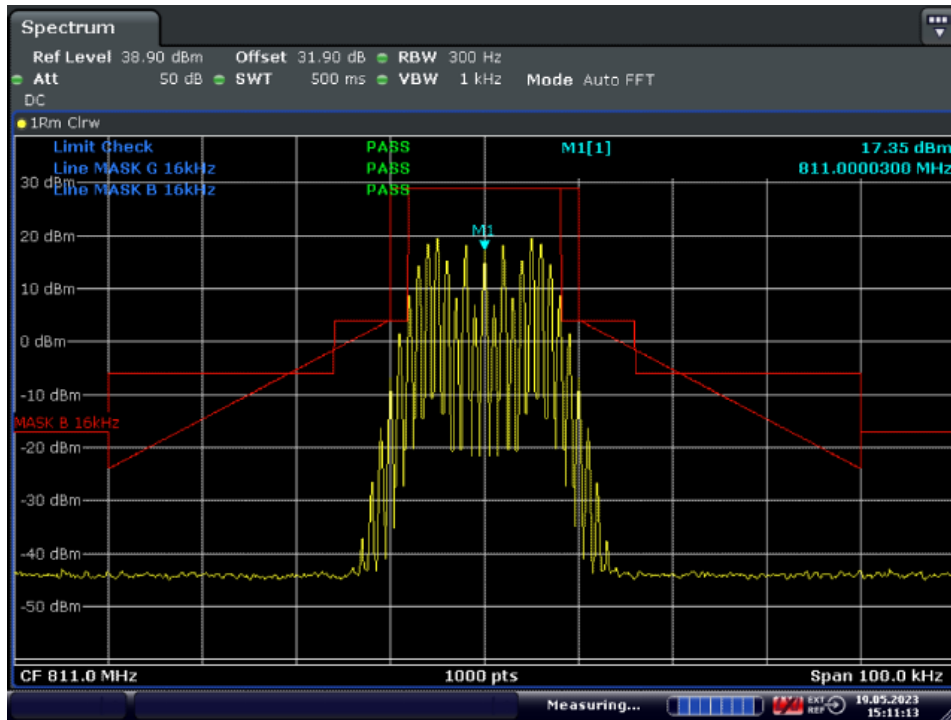 Spectrum
Ref Level 38.90 dBm Offset 31.90 dB RBW 300 Hz
Att 50 dB SWT 500 ms VBW 1 kHz Mode Auto FFT
DC
1Rm Clrw
Limit Check PASS M1[1] 17.35 dBm
Line MASK G 16kHz PASS 811.0000300 MHz
30 dBm Line MASK B 16kHz PASS
M1
20 dBm
10 dBm
0 dBm
-10 dBm
MASK B 16kHz
-20 dBm
-30 dBm
-40 dBm
-50 dBm
CF 811.0 MHz 1000 pts Span 100.0 kHz
Measuring... EXT REF 19.05.2023
15:11:13